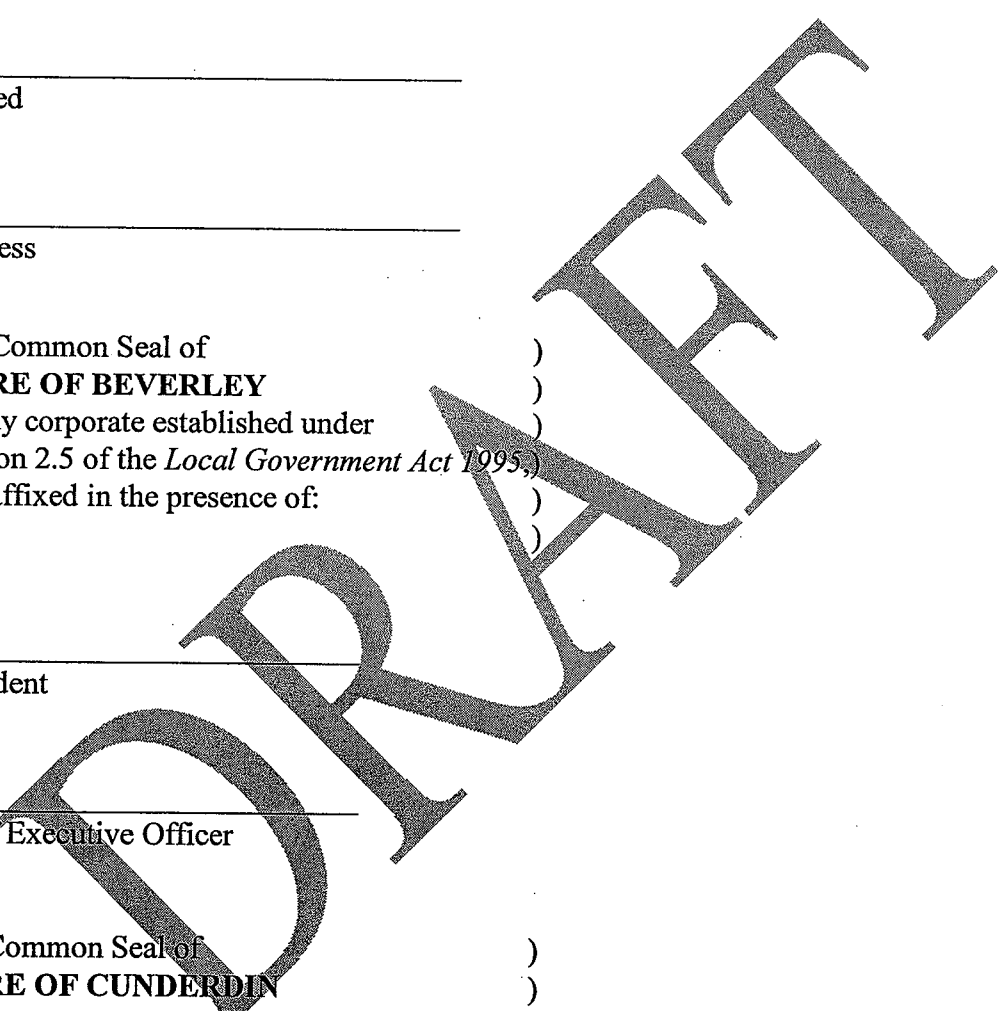 ed
ess
Common Seal of )
RE OF BEVERLEY )
y corporate established under )
on 2.5 of the Local Government Act 1995,)
affixed in the presence of: )
)
dent
Executive Officer
Common Seal of )
RE OF CUNDERDIN )
DRAFT